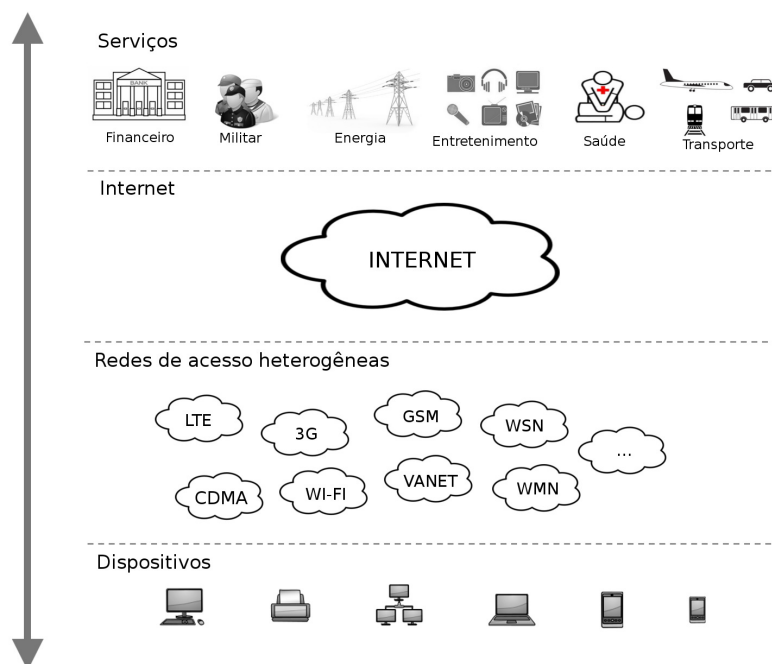 Serviços
BANK
Financeiro
Militar
Energia
Entretenimento
Saúde
Transporte
Internet
INTERNET
Redes de acesso heterogêneas
LTE
3G
GSM
WSN
...
CDMA
WI-FI
VANET
WMN
Dispositivos